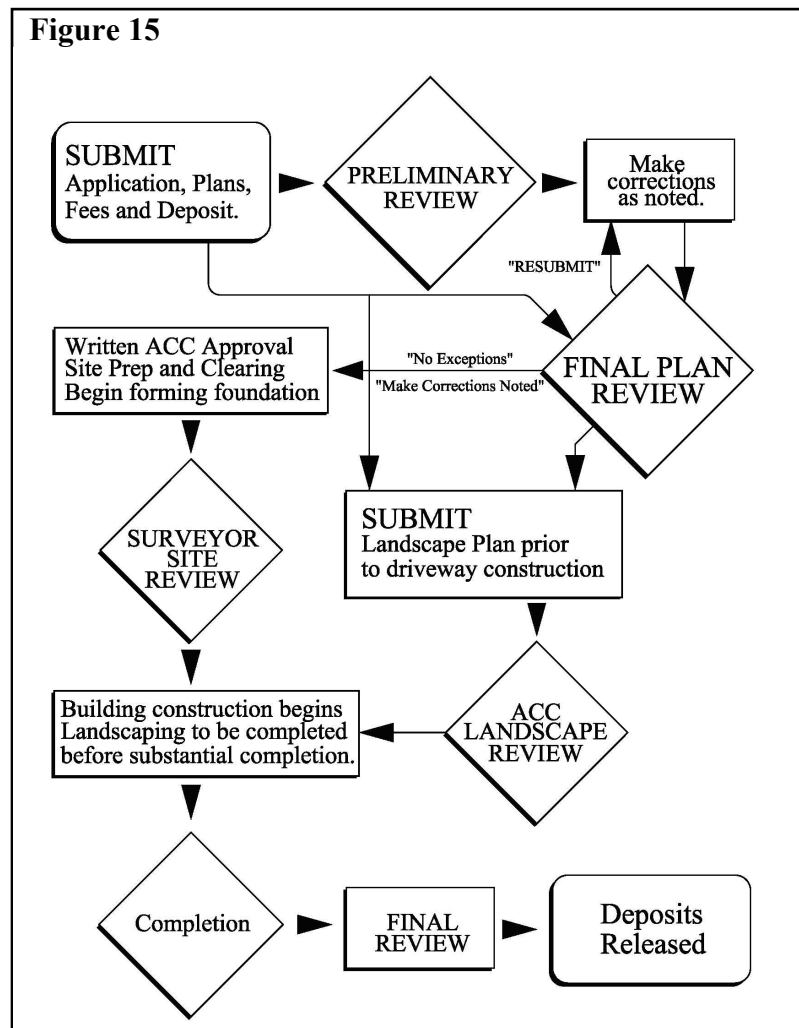 Figure 15
SUBMIT
Application, Plans,
Fees and Deposit.
PRELIMINARY
REVIEW
Make
corrections
as noted.
"RESUBMIT"
Written ACC Approval
Site Prep and Clearing
Begin forming foundation
"No Exceptions"
"Make Corrections Noted"
FINAL PLAN
REVIEW
SURVEYOR
SITE
REVIEW
SUBMIT
Landscape Plan prior
to driveway construction
Building construction begins
Landscaping to be completed
before substantial completion.
ACC
LANDSCAPE
REVIEW
Completion
FINAL
REVIEW
Deposits
Released